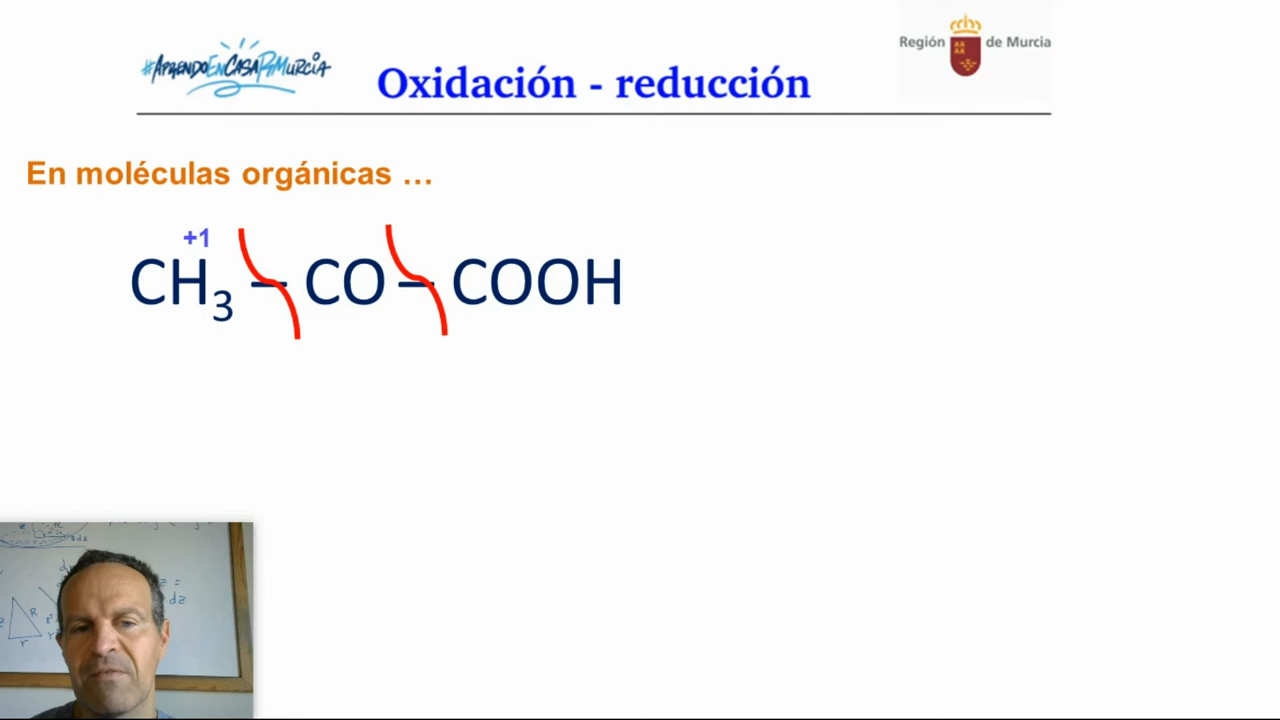 #AprendoEnCasaRMurcia
Región de Murcia
Oxidación - reducción
En moléculas orgánicas ...
+1
CH3 – CO – COOH